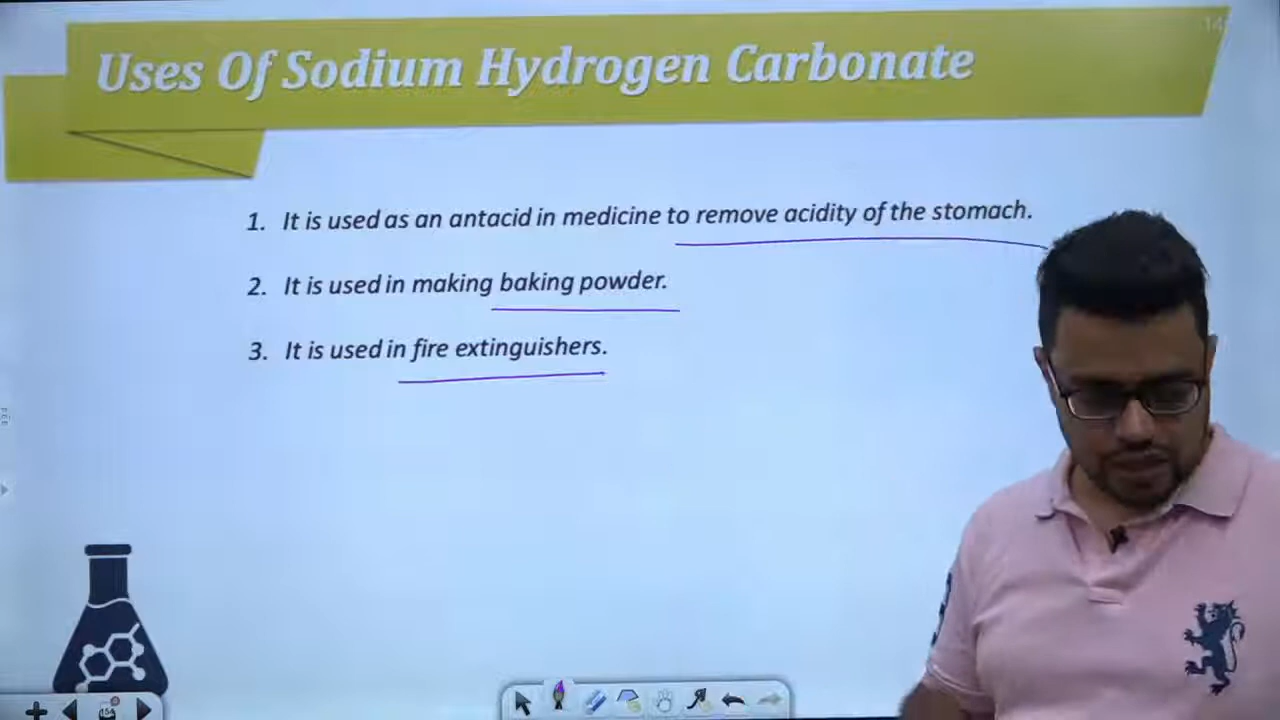 Uses Of Sodium Hydrogen Carbonate
1. It is used as an antacid in medicine to remove acidity of the stomach.
2. It is used in making baking powder.
3. It is used in fire extinguishers.